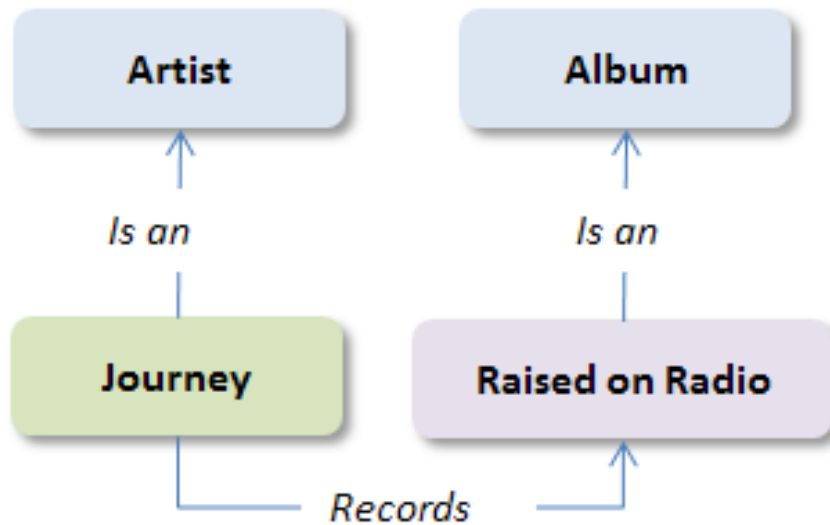 Artist
Album
Is an
Is an
Journey
Raised on Radio
Records